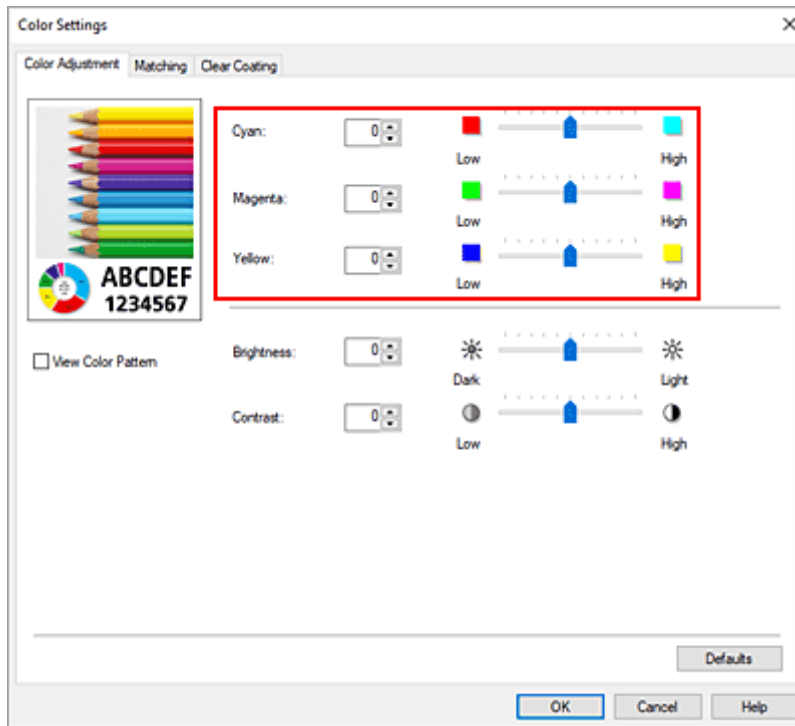 Color Settings
Color Adjustment Matching Clear Coating
Cyan: 0
Low High
Magenta: 0
Low High
Yellow: 0
Low High
ABCDEF
1234567
View Color Pattern
Brightness: 0
Dark Light
Contrast: 0
Low High
Defaults
OK Cancel Help